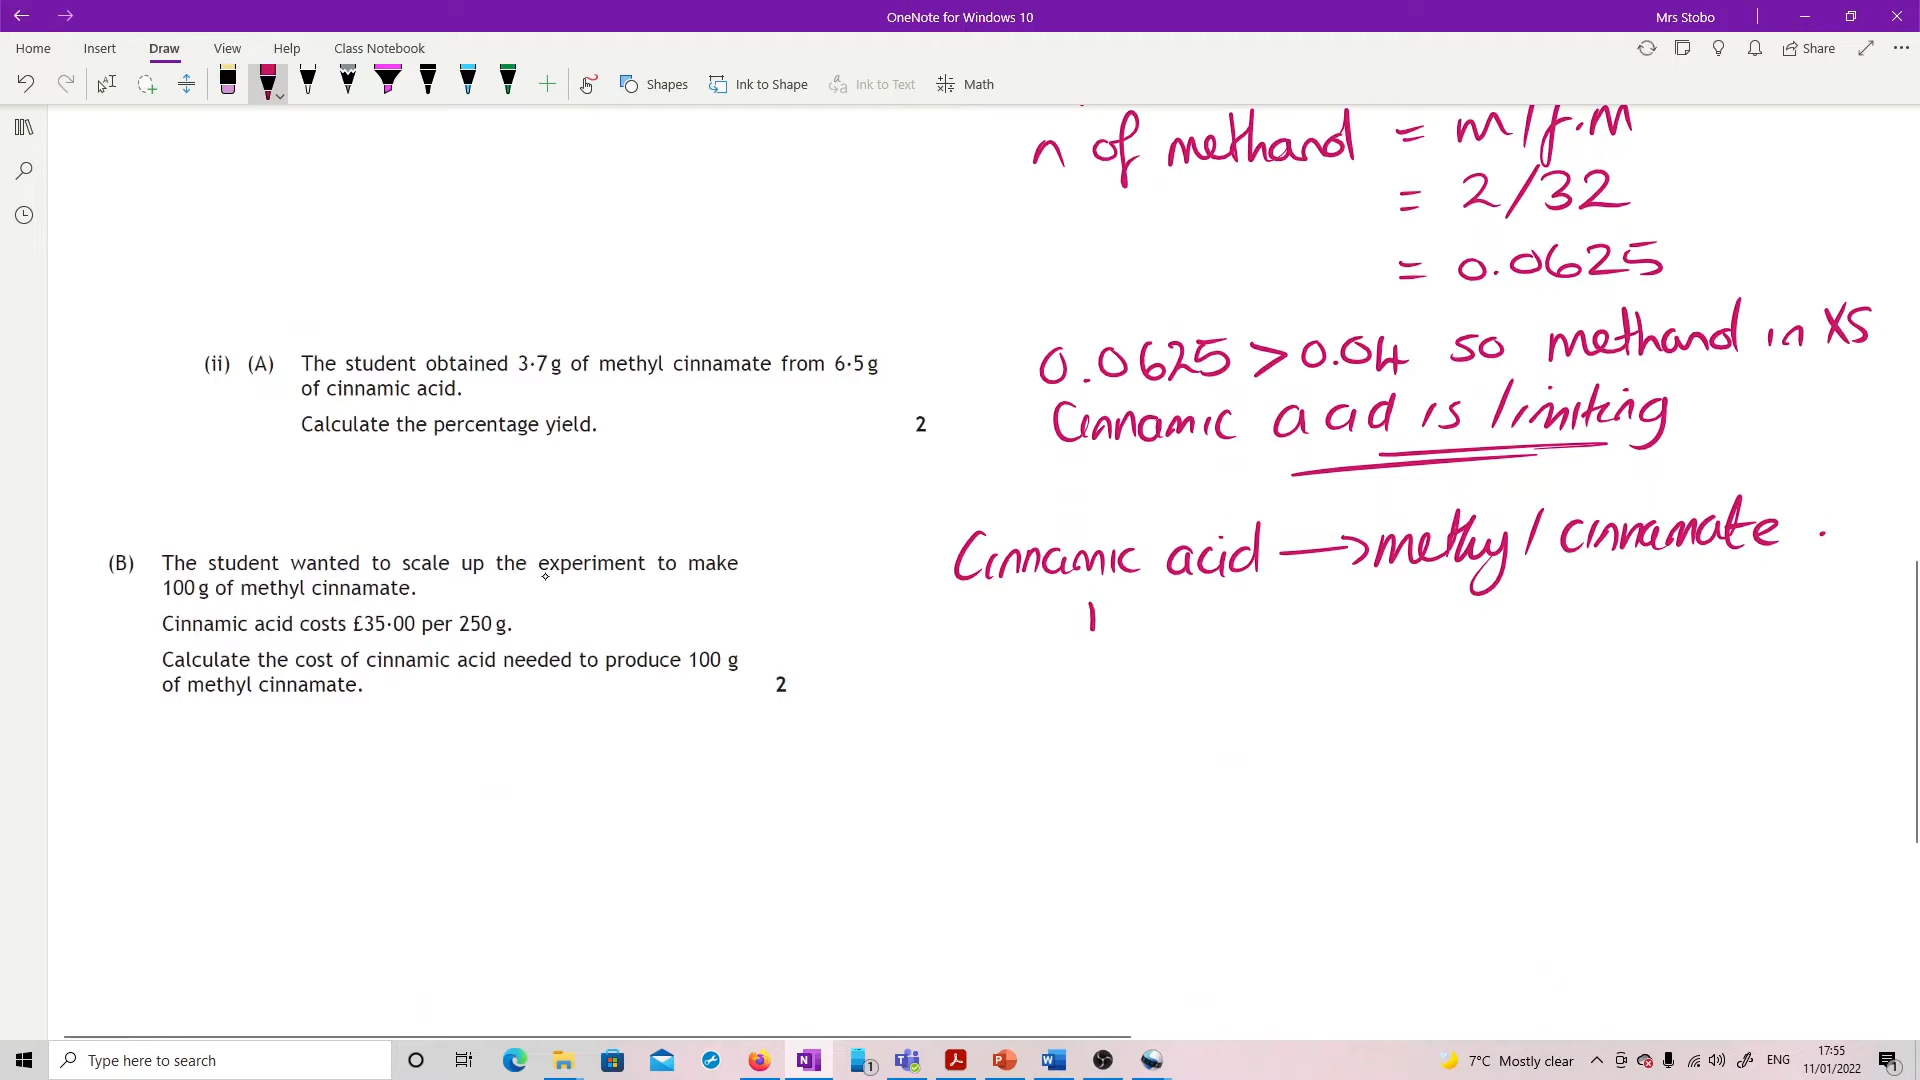 OneNote for Windows 10
Mrs Stobo
Home Insert Draw View Help Class Notebook
Share
Shapes Ink to Shape Ink to Text Math
n of methanol = m/f.m
= 2/32
= 0.0625
0.0625 > 0.04 so methanol in XS
Cinnamic acid is limiting
(ii) (A) The student obtained 3·7 g of methyl cinnamate from 6·5 g
of cinnamic acid.
Calculate the percentage yield. 2
Cinnamic acid → methyl cinnamate.
1
(B) The student wanted to scale up the experiment to make
100 g of methyl cinnamate.
Cinnamic acid costs £35·00 per 250 g.
Calculate the cost of cinnamic acid needed to produce 100 g
of methyl cinnamate. 2
Type here to search
1
7°C Mostly clear
ENG
17:55
11/01/2022
1